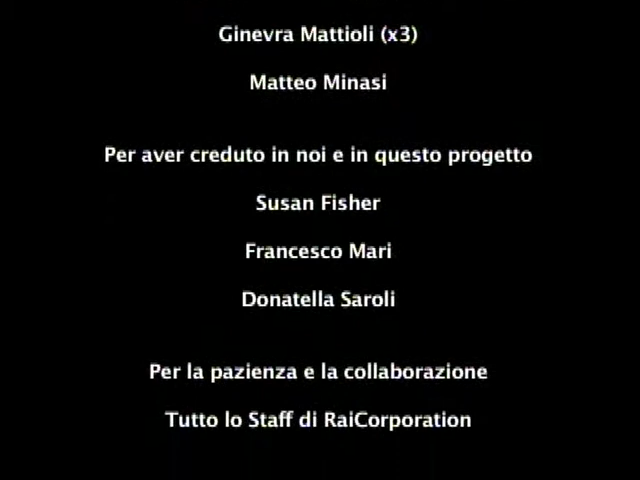 Ginevra Mattioli (x3)
Matteo Minasi
Per aver creduto in noi e in questo progetto
Susan Fisher
Francesco Mari
Donatella Saroli
Per la pazienza e la collaborazione
Tutto lo Staff di RaiCorporation